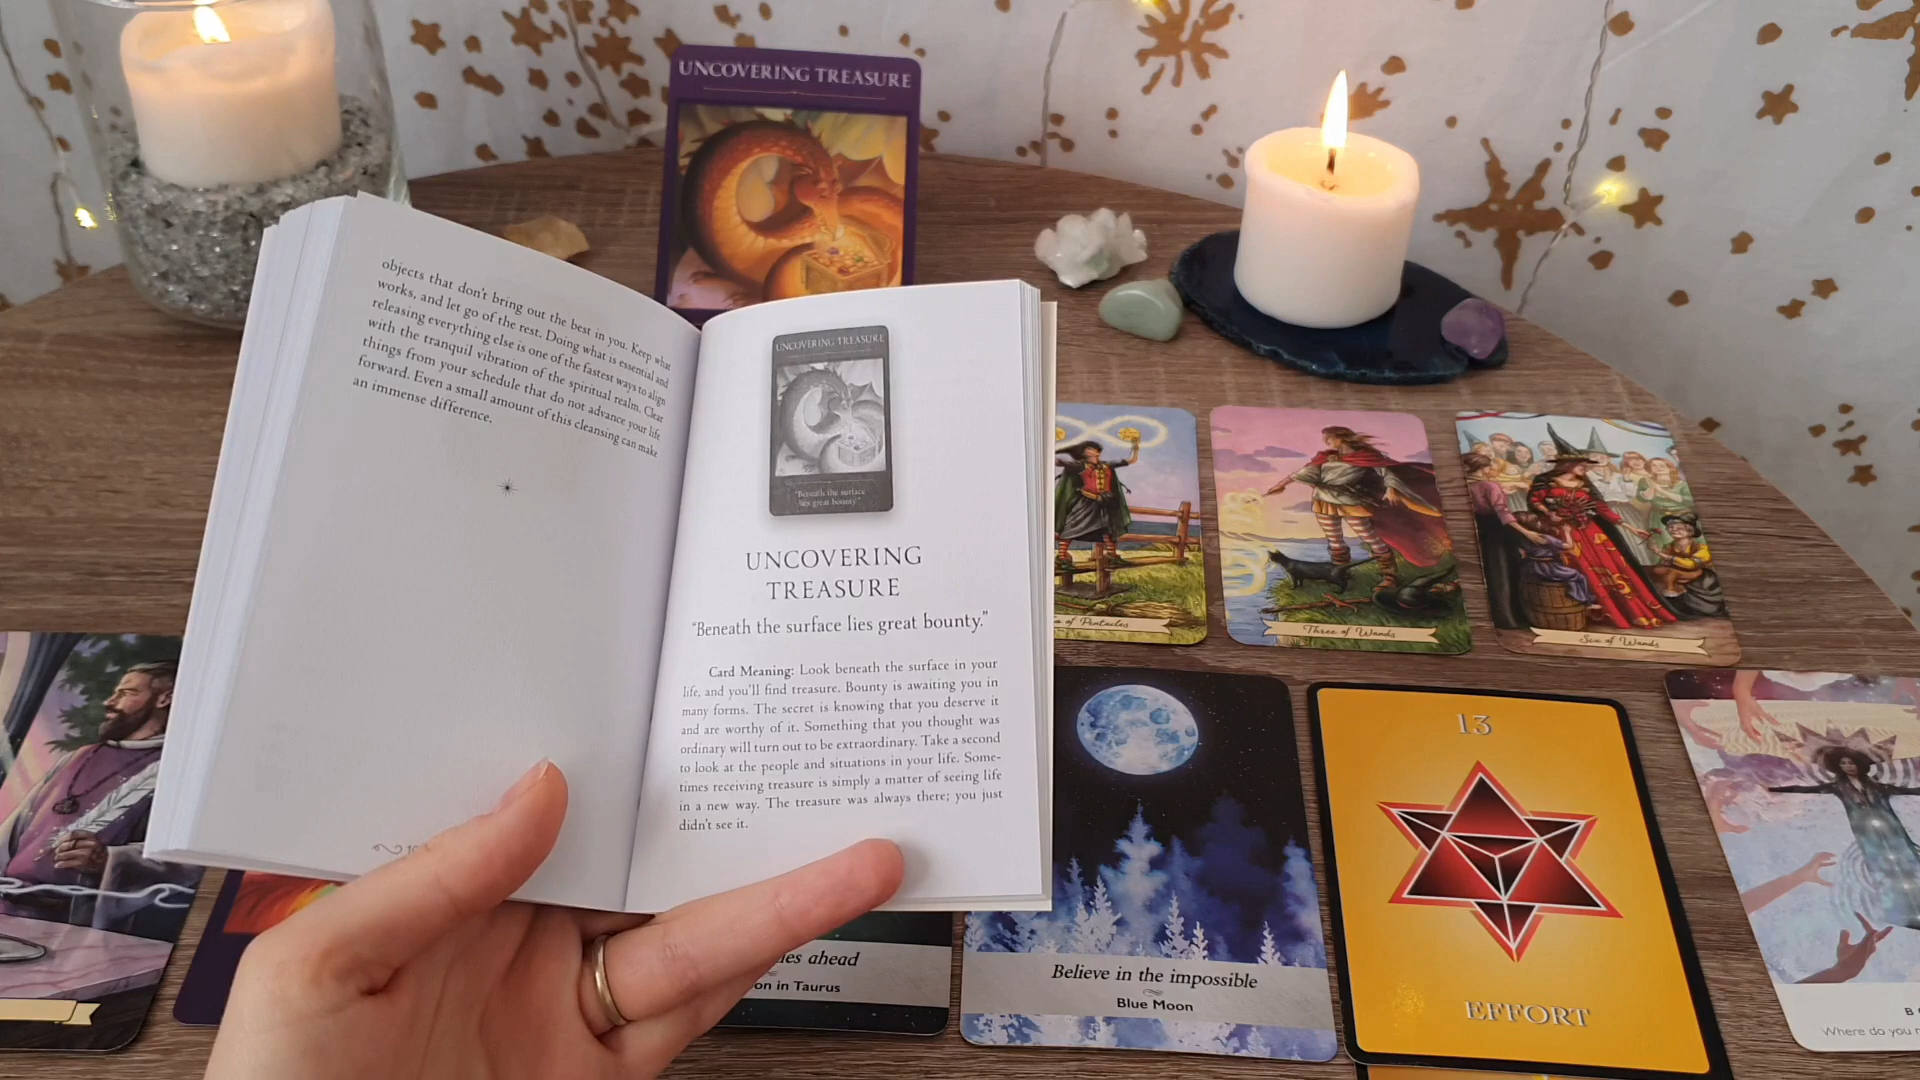 UNCOVERING TREASURE
objects that don't bring out the best in you. Keep what
works, and let go of the rest. Doing what is essential and
releasing everything else is one of the fastest ways to align
with the tranquil vibration of the spiritual realm. Clear
things from your schedule that do not advance your life
forward. Even a small amount of this cleansing can make
an immense difference.
UNCOVERING TREASURE
"Beneath the surface
lies great bounty."
UNCOVERING
TREASURE
"Beneath the surface lies great bounty."
Card Meaning: Look beneath the surface in your
life, and you'll find treasure. Bounty is awaiting you in
many forms. The secret is knowing that you deserve it
and are worthy of it. Something that you thought was
ordinary will turn out to be extraordinary. Take a second
to look at the people and situations in your life. Some-
times receiving treasure is simply a matter of seeing life
in a new way. The treasure was always there; you just
didn't see it.
of Pentacles
Three of Wands
Six of Wands
ahead
in Taurus
Believe in the impossible
Blue Moon
13
EFFORT
Where do you